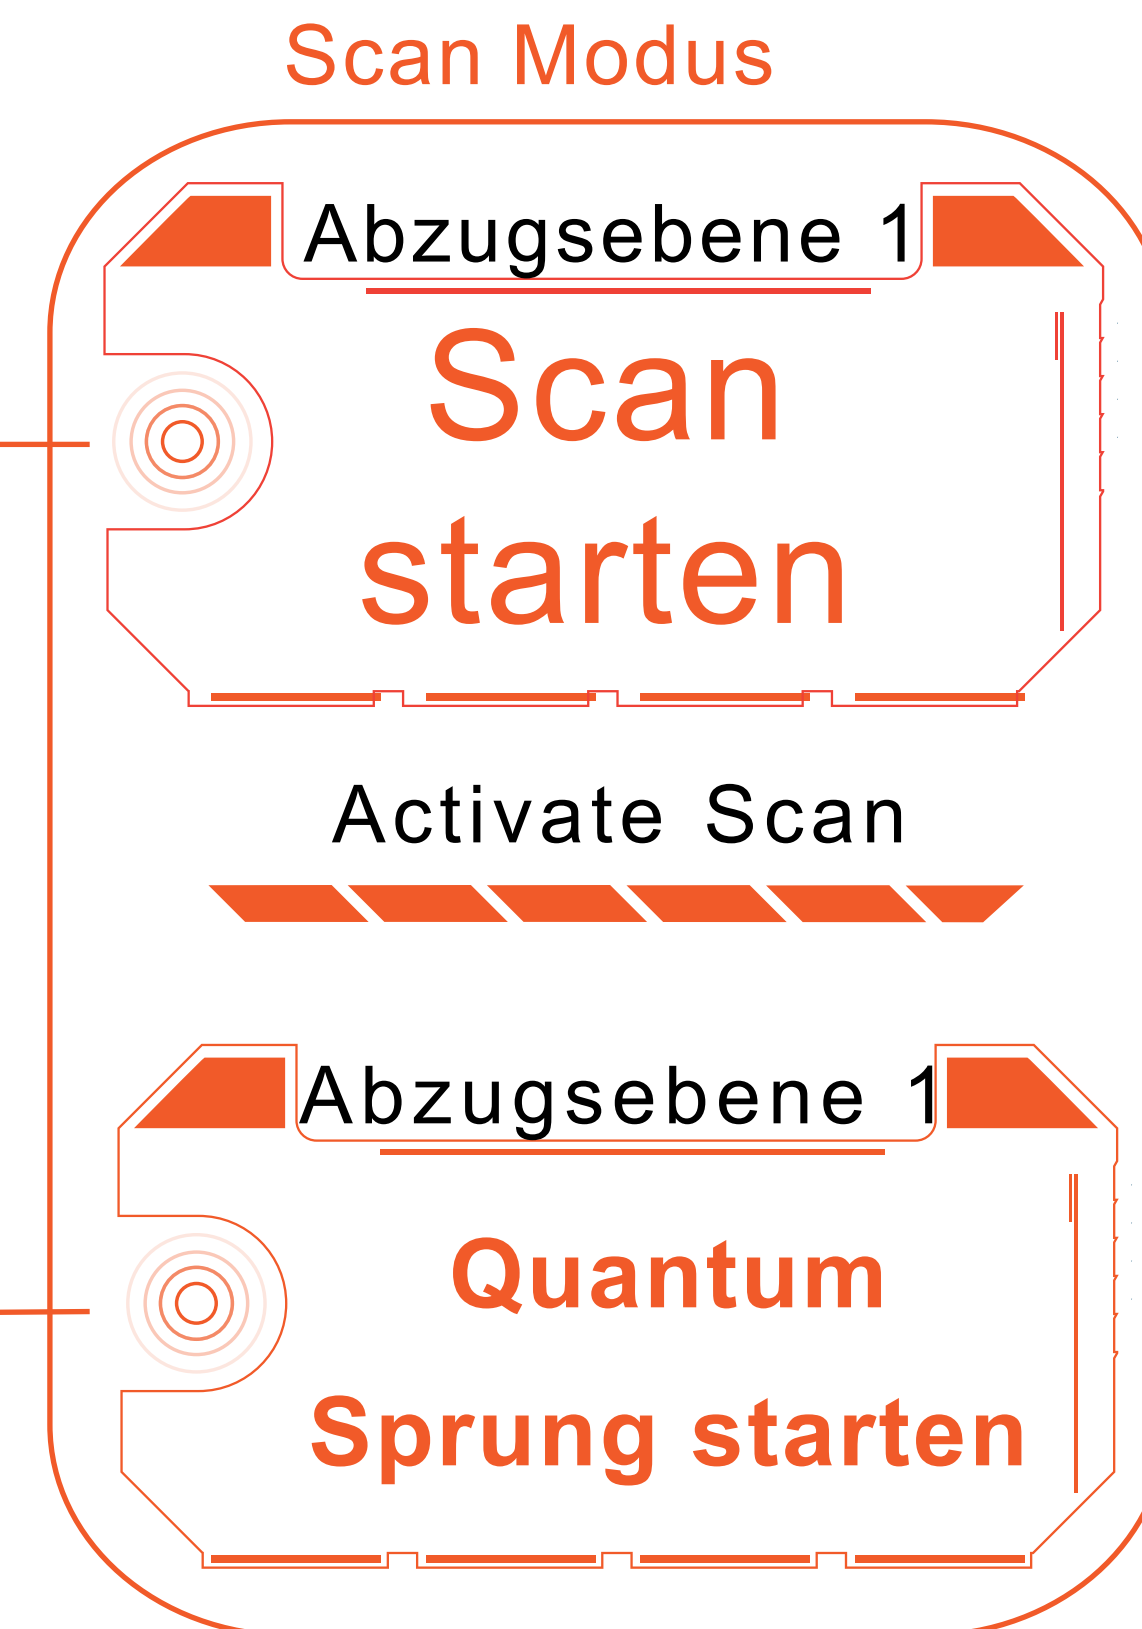 Scan Modus
Abzugsebene 1
Scan
starten
Activate Scan
Abzugsebene 1
Quantum
Sprung starten